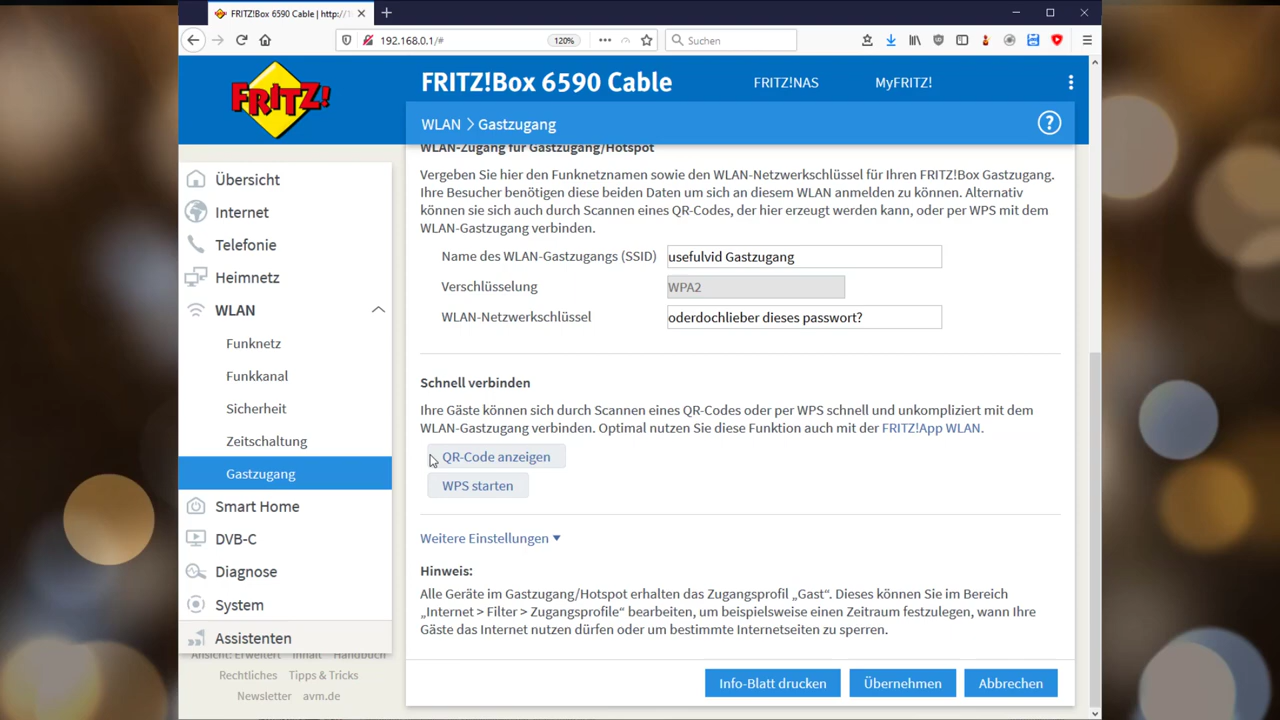 FRITZ!Box 6590 Cable | http://1
192.168.0.1/#
120%
Suchen
FRITZ!
FRITZ!Box 6590 Cable
FRITZ!NAS
MyFRITZ!
WLAN > Gastzugang
?
Übersicht
Internet
Telefonie
Heimnetz
WLAN
Funknetz
Funkkanal
Sicherheit
Zeitschaltung
Gastzugang
Smart Home
DVB-C
Diagnose
System
Assistenten
Ansicht: Erweitert Inhalt Handbuch
Rechtliches Tipps & Tricks
Newsletter avm.de
WLAN-Zugang für Gastzugang/Hotspot
Vergeben Sie hier den Funknetznamen sowie den WLAN-Netzwerkschlüssel für Ihren FRITZ!Box Gastzugang.
Ihre Besucher benötigen diese beiden Daten um sich an diesem WLAN anmelden zu können. Alternativ
können sie sich auch durch Scannen eines QR-Codes, der hier erzeugt werden kann, oder per WPS mit dem
WLAN-Gastzugang verbinden.
Name des WLAN-Gastzugangs (SSID) usefulvid Gastzugang
Verschlüsselung WPA2
WLAN-Netzwerkschlüssel oderdochlieber dieses passwort?
Schnell verbinden
Ihre Gäste können sich durch Scannen eines QR-Codes oder per WPS schnell und unkompliziert mit dem
WLAN-Gastzugang verbinden. Optimal nutzen Sie diese Funktion auch mit der FRITZ!App WLAN.
QR-Code anzeigen
WPS starten
Weitere Einstellungen
Hinweis:
Alle Geräte im Gastzugang/Hotspot erhalten das Zugangsprofil „Gast“. Dieses können Sie im Bereich
„Internet > Filter > Zugangsprofile“ bearbeiten, um beispielsweise einen Zeitraum festzulegen, wann Ihre
Gäste das Internet nutzen dürfen oder um bestimmte Internetseiten zu sperren.
Info-Blatt drucken
Übernehmen
Abbrechen